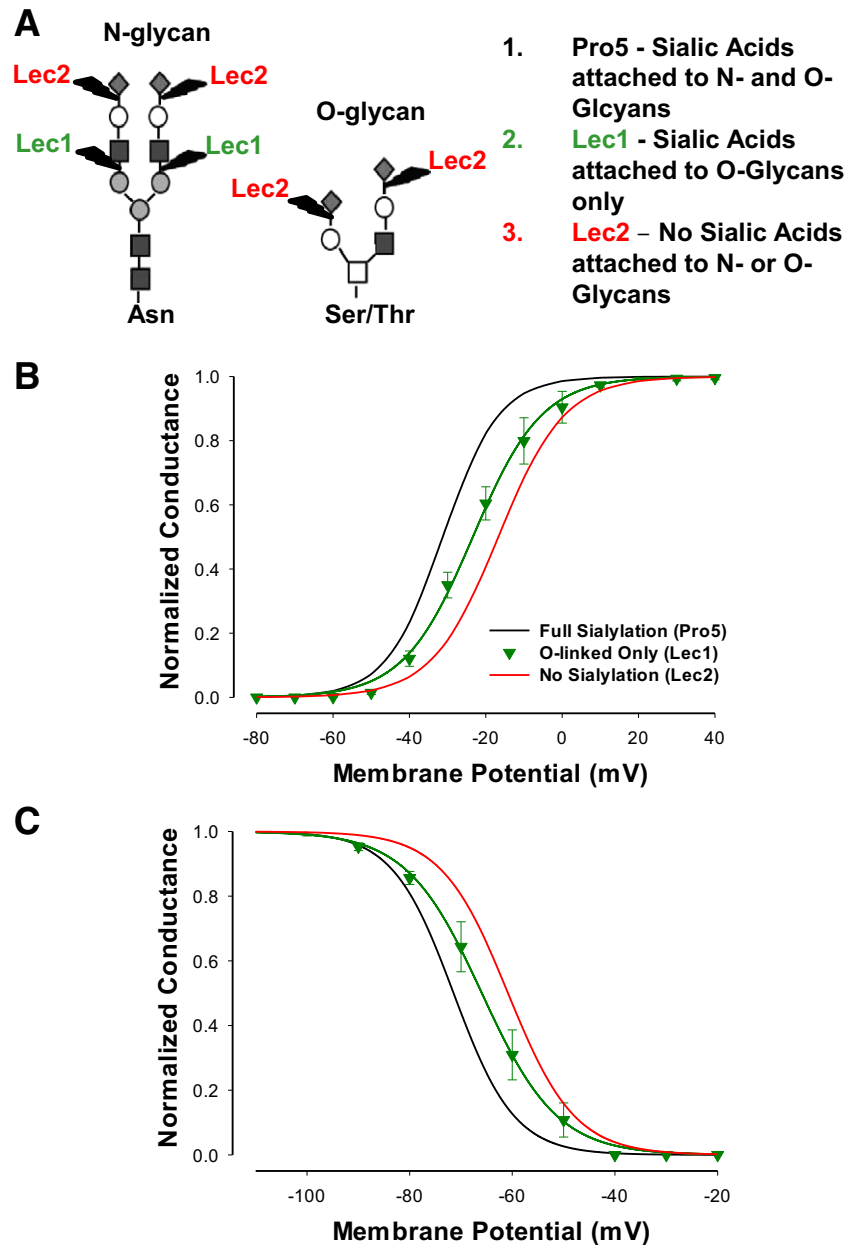 A
N-glycan
Lec2
Lec2
Lec1
Lec1
Asn
O-glycan
Lec2
Lec2
Ser/Thr
1. Pro5 - Sialic Acids
attached to N- and O-
Glcyans
2. Lec1 - Sialic Acids
attached to O-Glycans
only
3. Lec2 – No Sialic Acids
attached to N- or O-
Glycans
B
Normalized Conductance
1.0
0.8
0.6
0.4
0.2
0.0
Full Sialylation (Pro5)
O-linked Only (Lec1)
No Sialylation (Lec2)
-80 -60 -40 -20 0 20 40
Membrane Potential (mV)
C
Normalized Conductance
1.0
0.8
0.6
0.4
0.2
0.0
-100 -80 -60 -40 -20
Membrane Potential (mV)